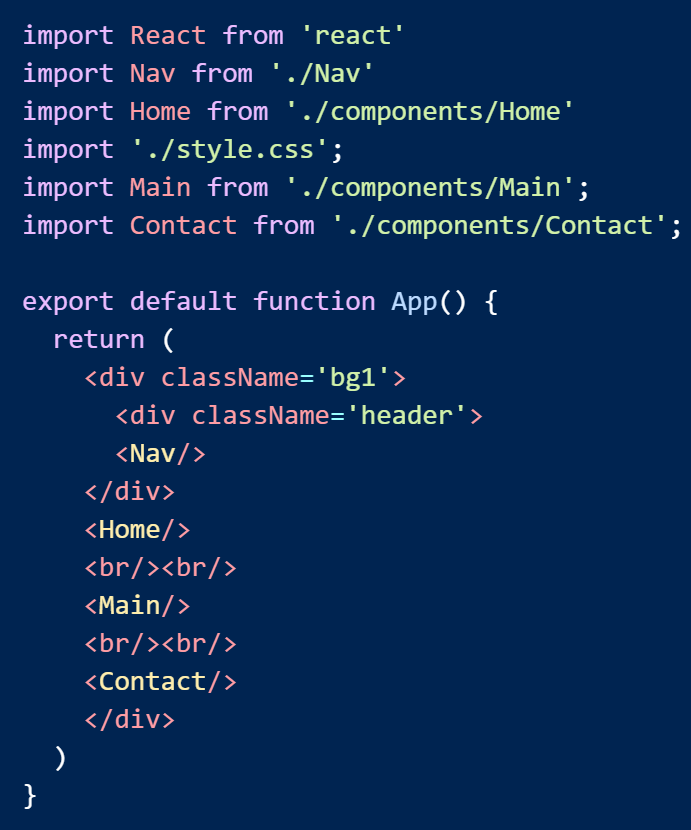 import React from 'react'
import Nav from './Nav'
import Home from './components/Home'
import './style.css';
import Main from './components/Main';
import Contact from './components/Contact';

export default function App() {
  return (
    <div className='bg1'>
      <div className='header'>
      <Nav/>
    </div>
    <Home/>
    <br/><br/>
    <Main/>
    <br/><br/>
    <Contact/>
    </div>
  )
}